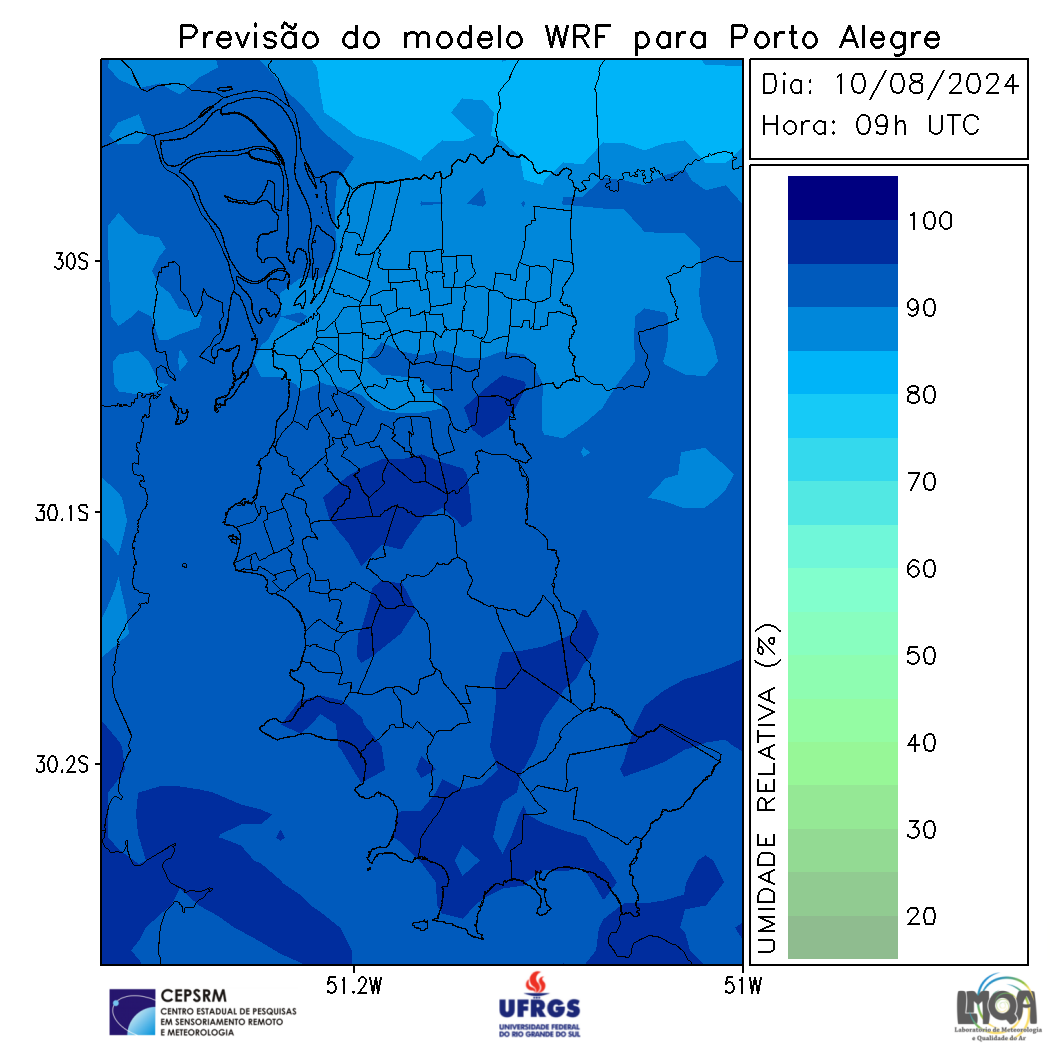 Previsão do modelo WRF para Porto Alegre
Dia: 10/08/2024
Hora: 09h UTC
30S
30.1S
30.2S
51.2W
51W
100
90
80
70
60
50
40
30
20
UMIDADE RELATIVA (%)
CEPSRM
CENTRO ESTADUAL DE PESQUISAS
EM SENSORIAMENTO REMOTO
E METEOROLOGIA
UFRGS
UNIVERSIDADE FEDERAL
DO RIO GRANDE DO SUL
LMQA
Laboratório de Meteorologia
e Qualidade do Ar